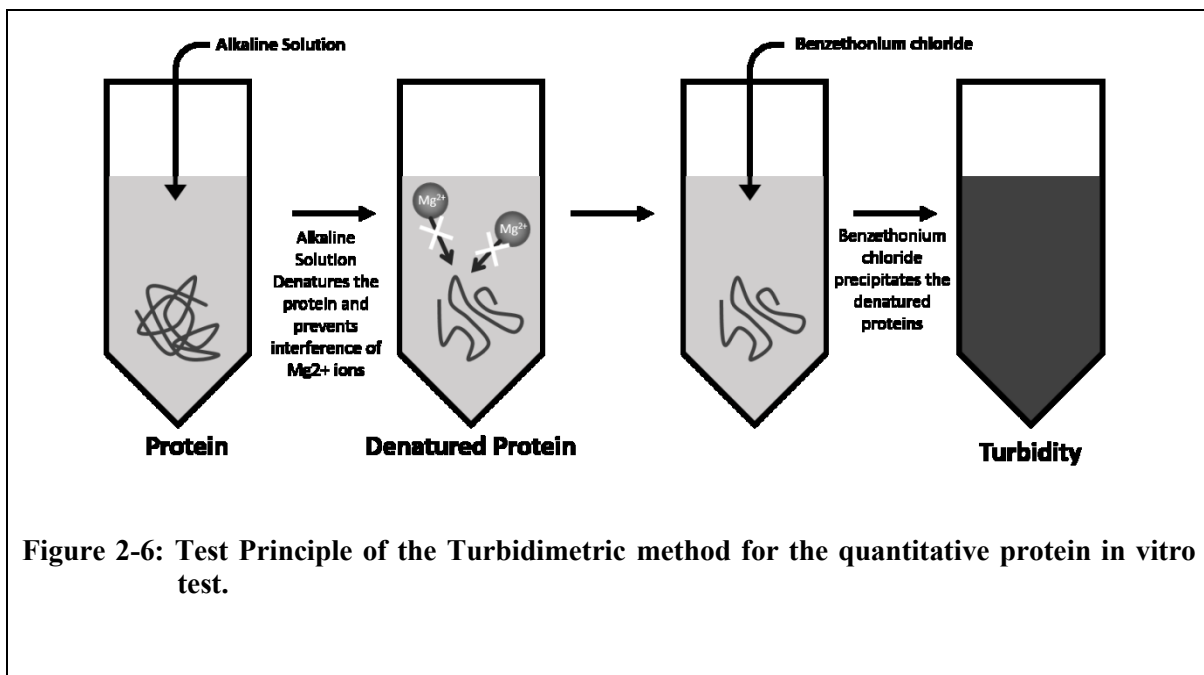 Alkaline Solution
Benzethonium chloride
Mg²⁺
Mg²⁺
Alkaline
Solution
Denatures the
protein and
prevents
interference of
Mg2+ ions
Benzethonium
chloride
precipitates the
denatured
proteins
Protein
Denatured Protein
Turbidity
Figure 2-6: Test Principle of the Turbidimetric method for the quantitative protein in vitro
test.